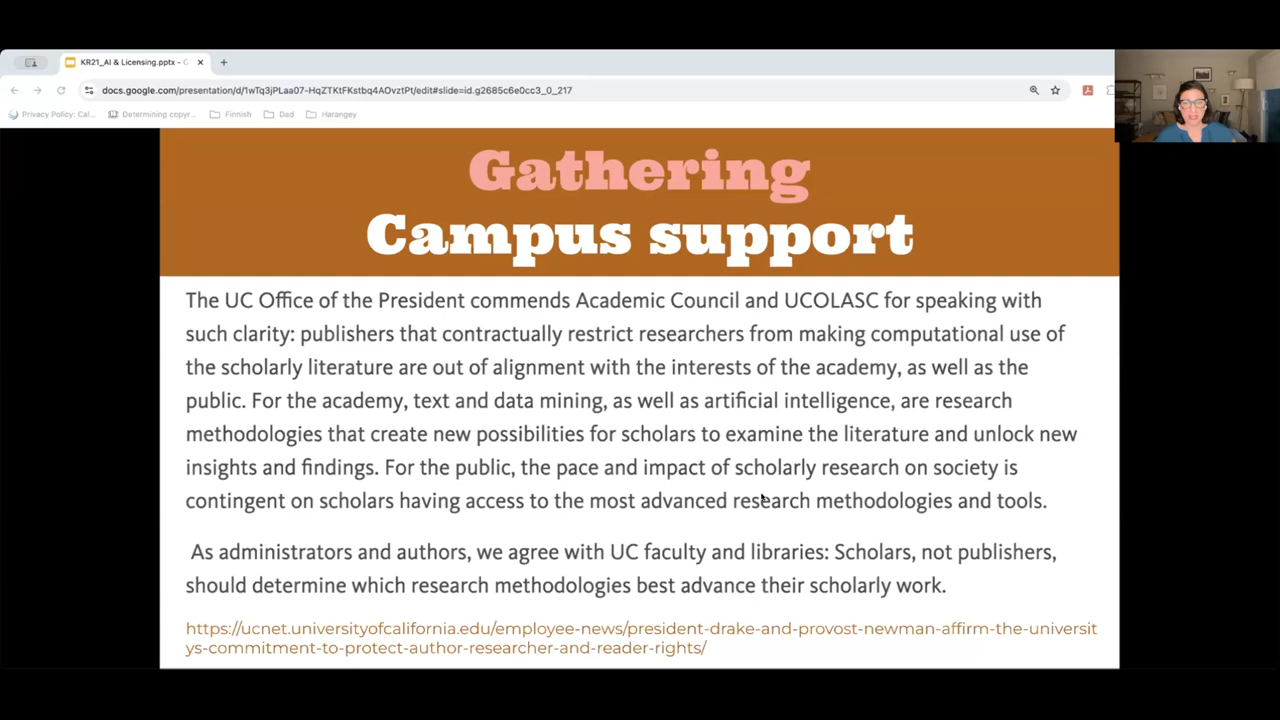 KR21_AI & Licensing.pptx - G
docs.google.com/presentation/d/1wTq3jPLaa07-HqZTKtFKstbq4AOvztPt/edit#slide=id.g2685c6e0cc3_0_217
Privacy Policy: Cal...
Determining copyr...
Finnish
Dad
Harangey
Gathering
Campus support
The UC Office of the President commends Academic Council and UCOLASC for speaking with
such clarity: publishers that contractually restrict researchers from making computational use of
the scholarly literature are out of alignment with the interests of the academy, as well as the
public. For the academy, text and data mining, as well as artificial intelligence, are research
methodologies that create new possibilities for scholars to examine the literature and unlock new
insights and findings. For the public, the pace and impact of scholarly research on society is
contingent on scholars having access to the most advanced research methodologies and tools.
As administrators and authors, we agree with UC faculty and libraries: Scholars, not publishers,
should determine which research methodologies best advance their scholarly work.
https://ucnet.universityofcalifornia.edu/employee-news/president-drake-and-provost-newman-affirm-the-universit
ys-commitment-to-protect-author-researcher-and-reader-rights/